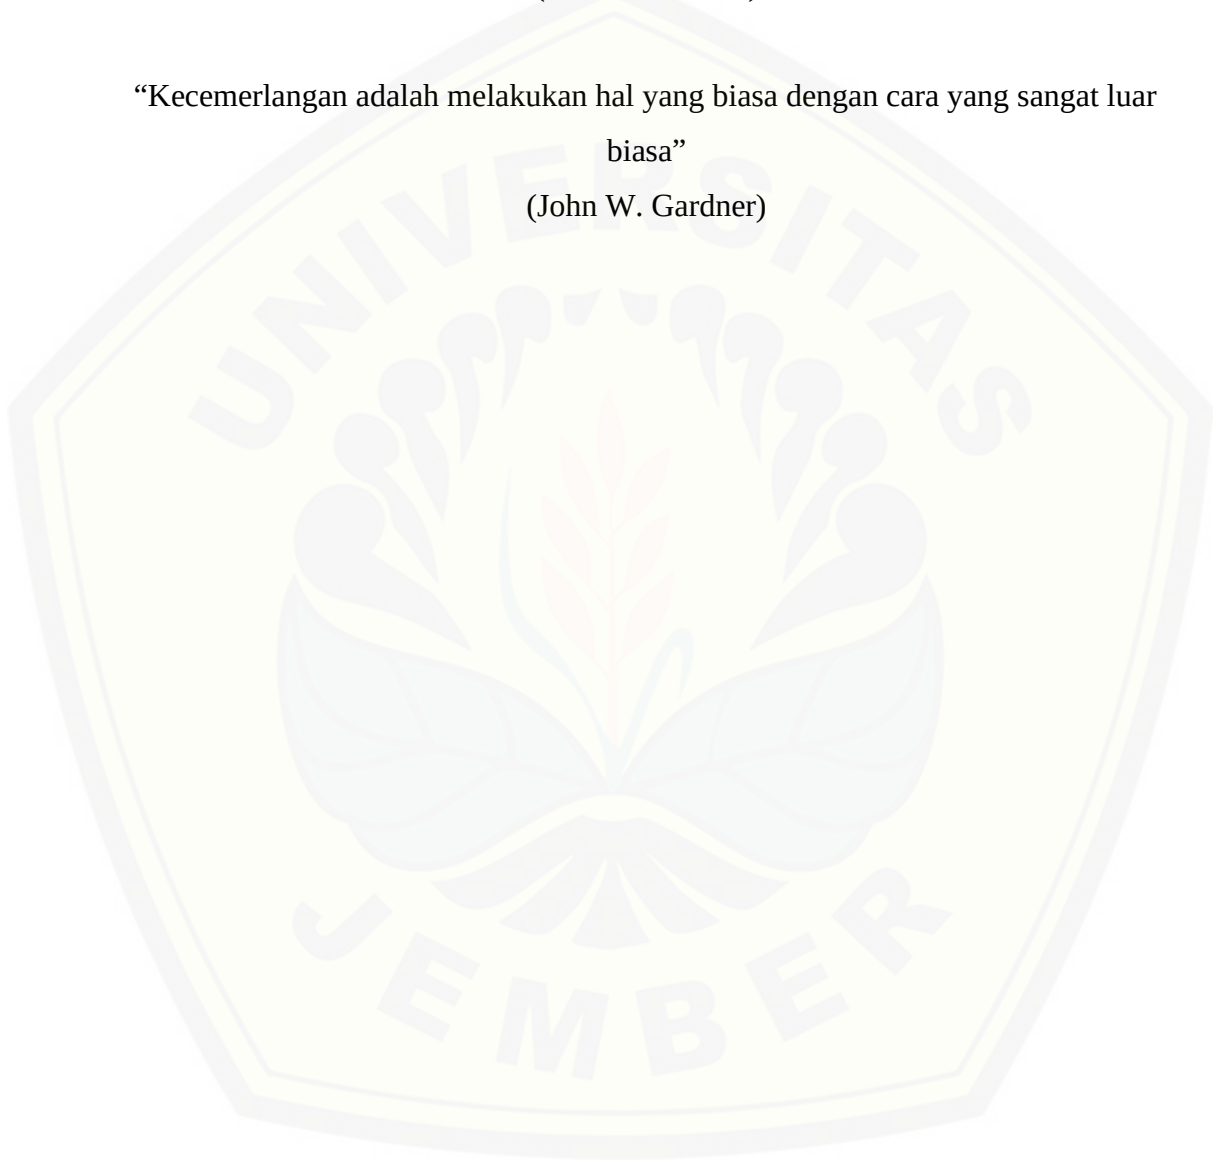 “Kecemerlangan adalah melakukan hal yang biasa dengan cara yang sangat luar
biasa”
(John W. Gardner)
UNIVERSITAS
JEMBER